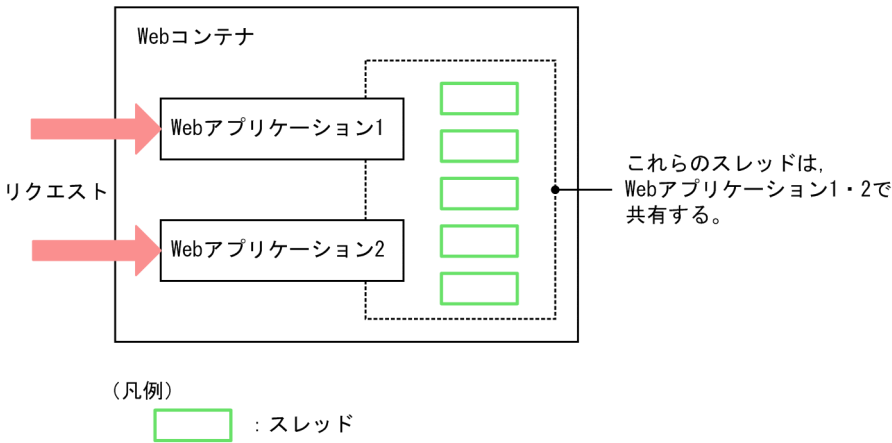 Webコンテナ
Webアプリケーション1
リクエスト
Webアプリケーション2
これらのスレッドは,
Webアプリケーション1・2で
共有する。
(凡例)
：スレッド